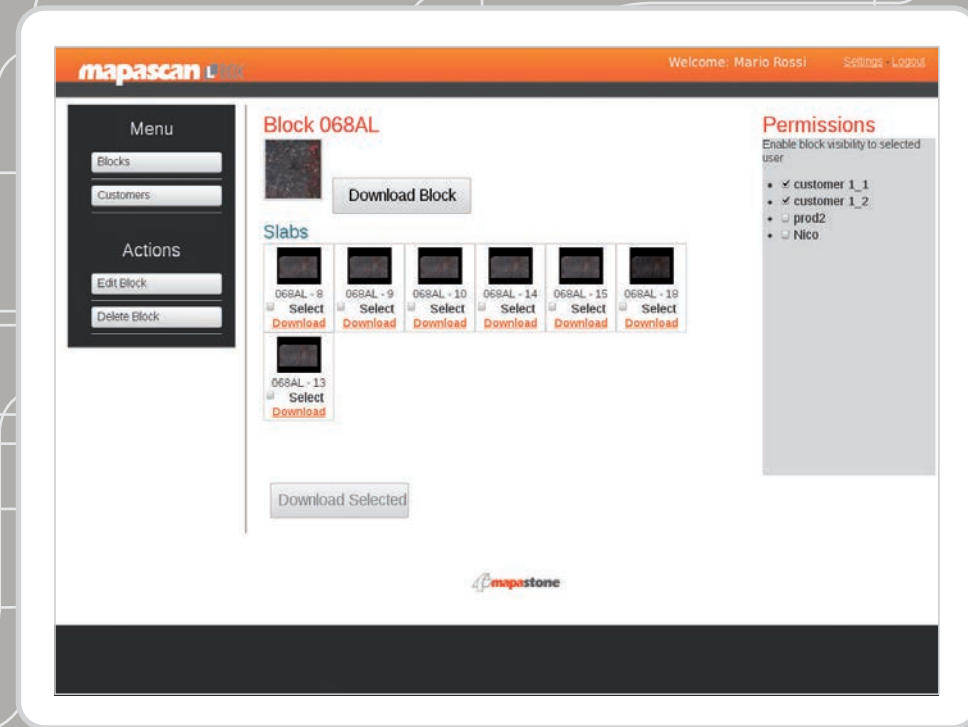 mapascan
Welcome: Mario Rossi
Settings - Logout
Menu
Blocks
Customers
Actions
Edit Block
Delete Block
Block 068AL
Download Block
Slabs
068AL - 8
Select
Download
068AL - 9
Select
Download
068AL - 10
Select
Download
068AL - 14
Select
Download
068AL - 15
Select
Download
068AL - 18
Select
Download
068AL - 13
Select
Download
Download Selected
Permissions
Enable block visibility to selected
user
customer 1_1
customer 1_2
prod2
Nico
mapastone